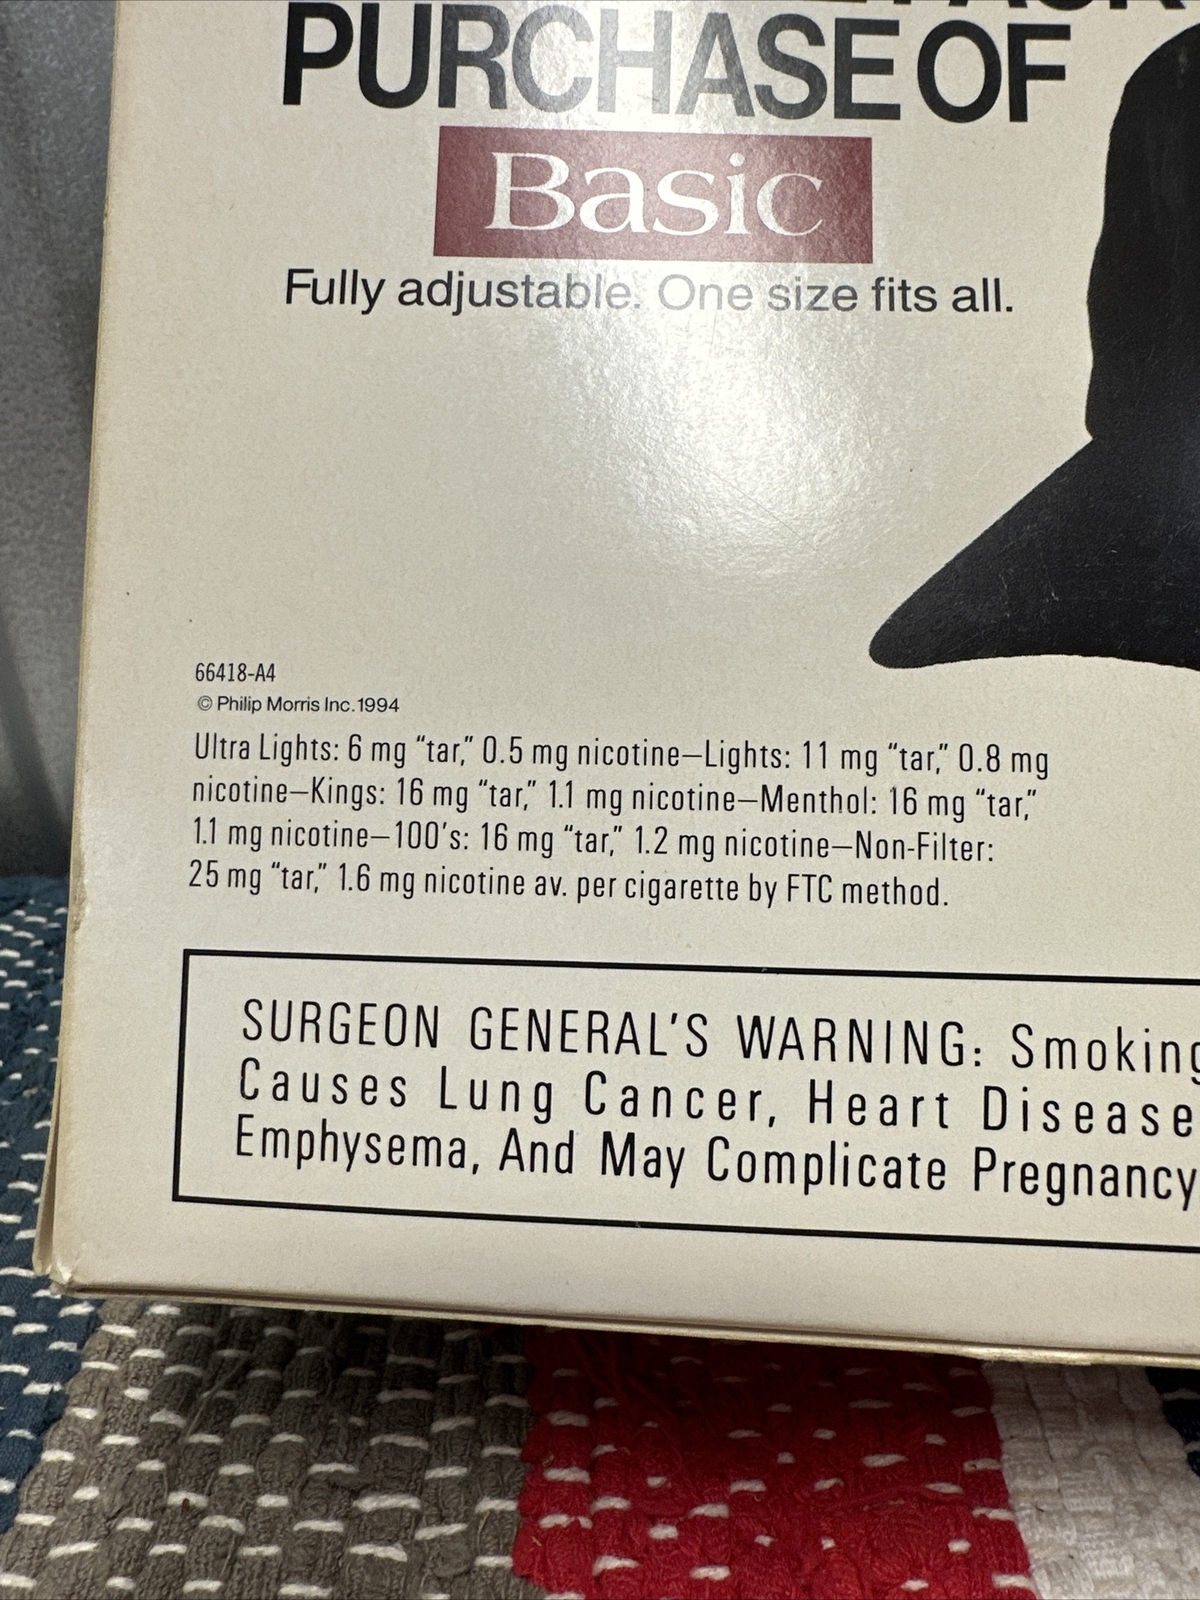 PURCHASE OF
Basic
Fully adjustable. One size fits all.
66418-A4
© Philip Morris Inc. 1994
Ultra Lights: 6 mg “tar,” 0.5 mg nicotine—Lights: 11 mg “tar,” 0.8 mg
nicotine—Kings: 16 mg “tar,” 1.1 mg nicotine—Menthol: 16 mg “tar,”
1.1 mg nicotine—100's: 16 mg “tar,” 1.2 mg nicotine—Non-Filter:
25 mg “tar,” 1.6 mg nicotine av. per cigarette by FTC method.
SURGEON GENERAL'S WARNING: Smoking
Causes Lung Cancer, Heart Disease
Emphysema, And May Complicate Pregnancy